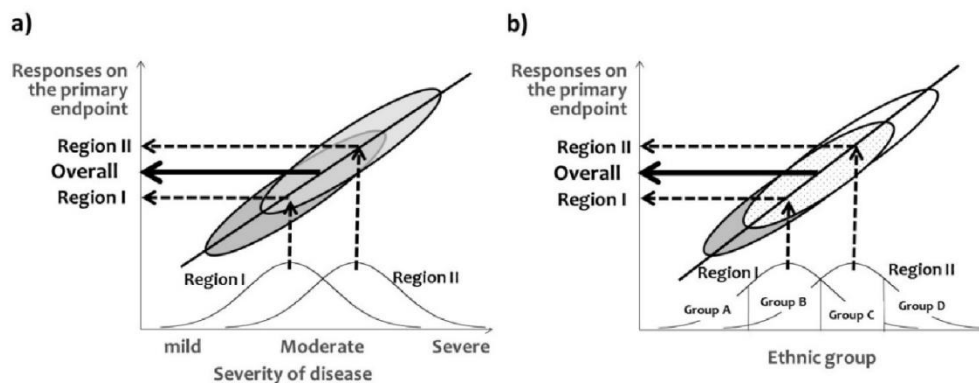 a)
Responses on
the primary
endpoint
Region II
Overall
Region I
Region I
Region II
mild Moderate Severe
Severity of disease
b)
Responses on
the primary
endpoint
Region II
Overall
Region I
Region I
Region II
Group A
Group B
Group C
Group D
Ethnic group